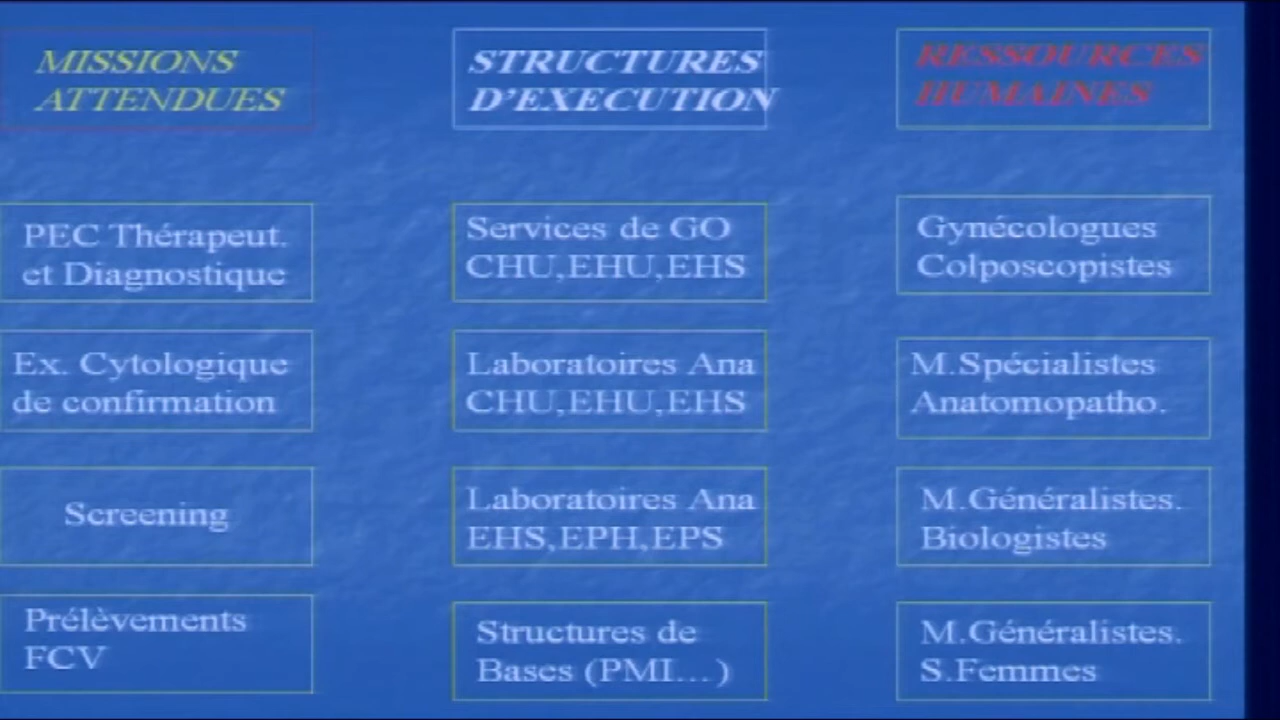 MISSIONS
ATTENDUES
STRUCTURES
D'EXECUTION
RESSOURCES
HUMAINES
PEC Thérapeut.
et Diagnostique
Services de GO
CHU,EHU,EHS
Gynécologues
Colposcopistes
Ex. Cytologique
de confirmation
Laboratoires Ana
CHU,EHU,EHS
M.Spécialistes
Anatomopatho.
Screening
Laboratoires Ana
EHS,EPH,EPS
M.Généralistes.
Biologistes
Prélèvements
FCV
Structures de
Bases (PMI...)
M.Généralistes.
S.Femmes